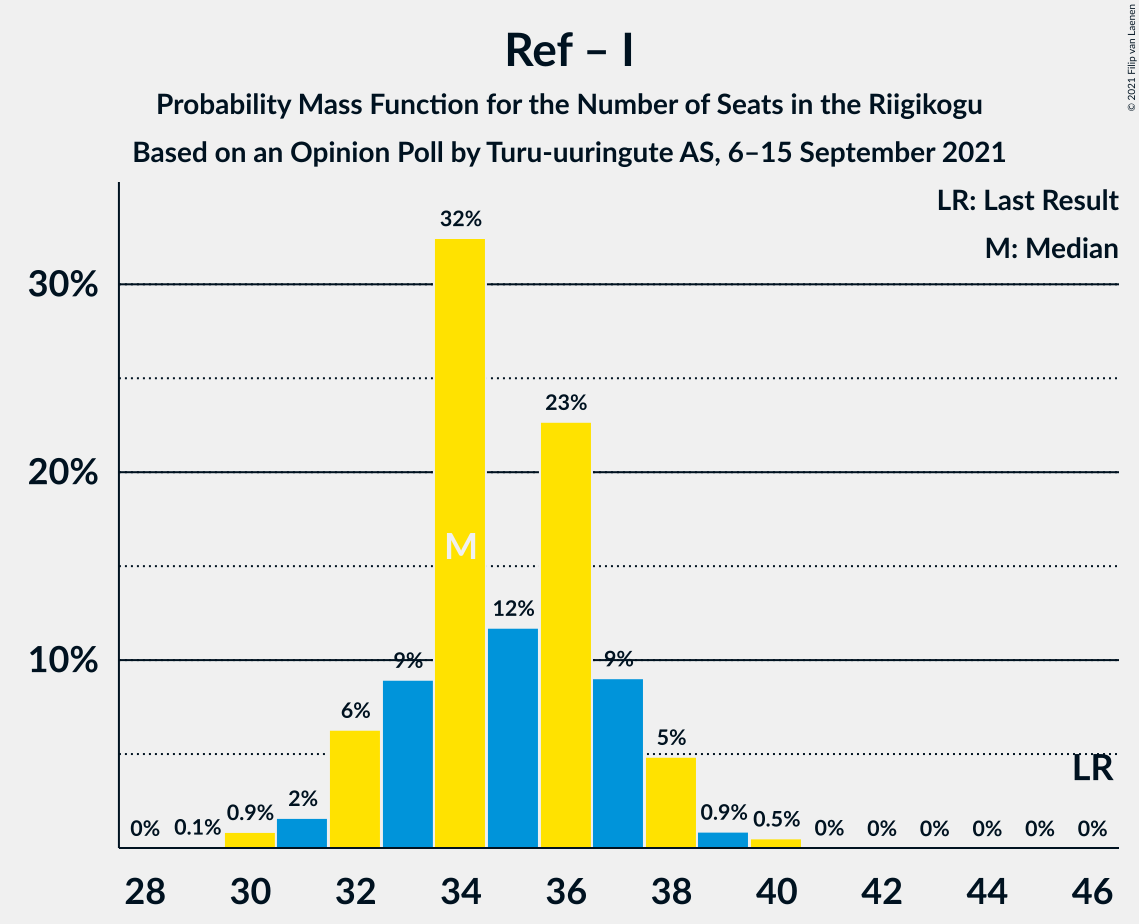 Ref – I
Probability Mass Function for the Number of Seats in the Riigikogu
Based on an Opinion Poll by Turu-uuringute AS, 6–15 September 2021
© 2021 Filip van Laenen
LR: Last Result
M: Median
30%
20%
10%
0%
0.1%
0.9%
2%
6%
9%
32%
M
12%
23%
9%
5%
0.9%
0.5%
0%
0%
0%
0%
0%
0%
LR
28 30 32 34 36 38 40 42 44 46